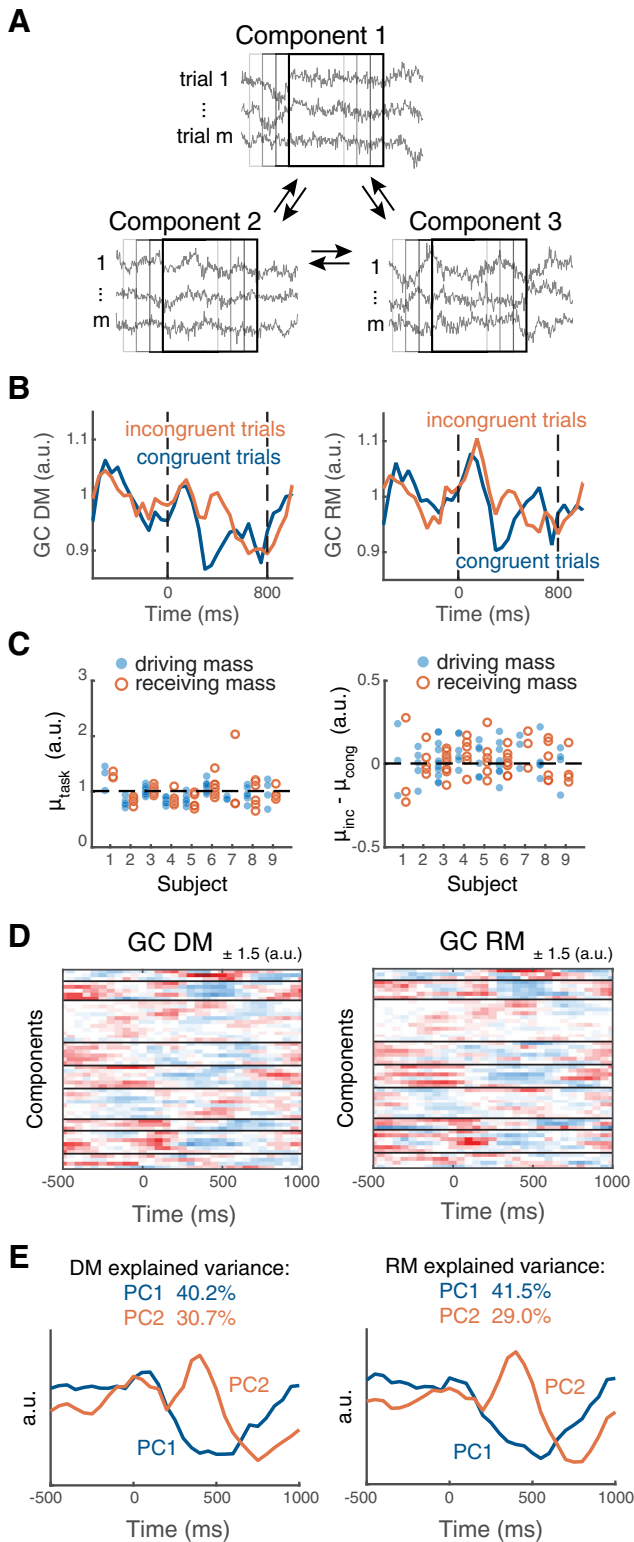 A
Component 1
trial 1
...
trial m
Component 2
Component 3
1
...
m
1
...
m
B
GC DM (a.u.)
1.1
1
0.9
incongruent trials
congruent trials
0
800
Time (ms)
GC RM (a.u.)
1.1
1
0.9
incongruent trials
congruent trials
0
800
Time (ms)
C
driving mass
receiving mass
μtask (a.u.)
3
2
1
0
1 2 3 4 5 6 7 8 9
Subject
driving mass
receiving mass
μinc - μcong (a.u.)
0.5
0
-0.5
1 2 3 4 5 6 7 8 9
Subject
D
GC DM
± 1.5 (a.u.)
Components
-500 0 500 1000
Time (ms)
GC RM
± 1.5 (a.u.)
Components
-500 0 500 1000
Time (ms)
E
DM explained variance:
PC1 40.2%
PC2 30.7%
a.u.
PC2
PC1
-500 0 500 1000
Time (ms)
RM explained variance:
PC1 41.5%
PC2 29.0%
a.u.
PC2
PC1
-500 0 500 1000
Time (ms)